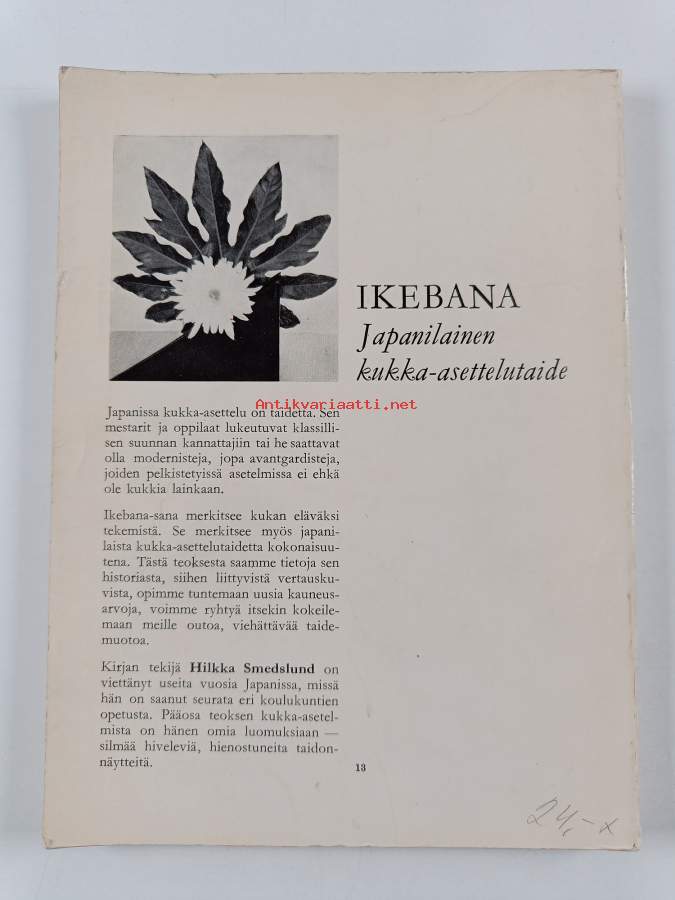 IKEBANA
Japanilainen
kukka-asettelutaide
Antikvariaatti.net
Japanissa kukka-asettelu on taidetta. Sen
mestarit ja oppilaat lukeutuvat klassilli-
sen suunnan kannattajiin tai he saattavat
olla modernisteja, jopa avantgardisteja,
joiden pelkistetyissä asetelmissa ei ehkä
ole kukkia lainkaan.
Ikebana-sana merkitsee kukan eläväksi
tekemistä. Se merkitsee myös japani-
laista kukka-asettelutaidetta kokonaisuu-
tena. Tästä teoksesta saamme tietoja sen
historiasta, siihen liittyvistä vertausku-
vista, opimme tuntemaan uusia kauneus-
arvoja, voimme ryhtyä itsekin kokeile-
maan meille outoa, viehättävää taide-
muotoa.
Kirjan tekijä Hilkka Smedslund on
viettänyt useita vuosia Japanissa, missä
hän on saanut seurata eri koulukuntien
opetusta. Pääosa teoksen kukka-asetel-
mista on hänen omia luomuksiaan —
silmää hiveleviä, hienostuneita taidon-
näytteitä.
13
24,- x